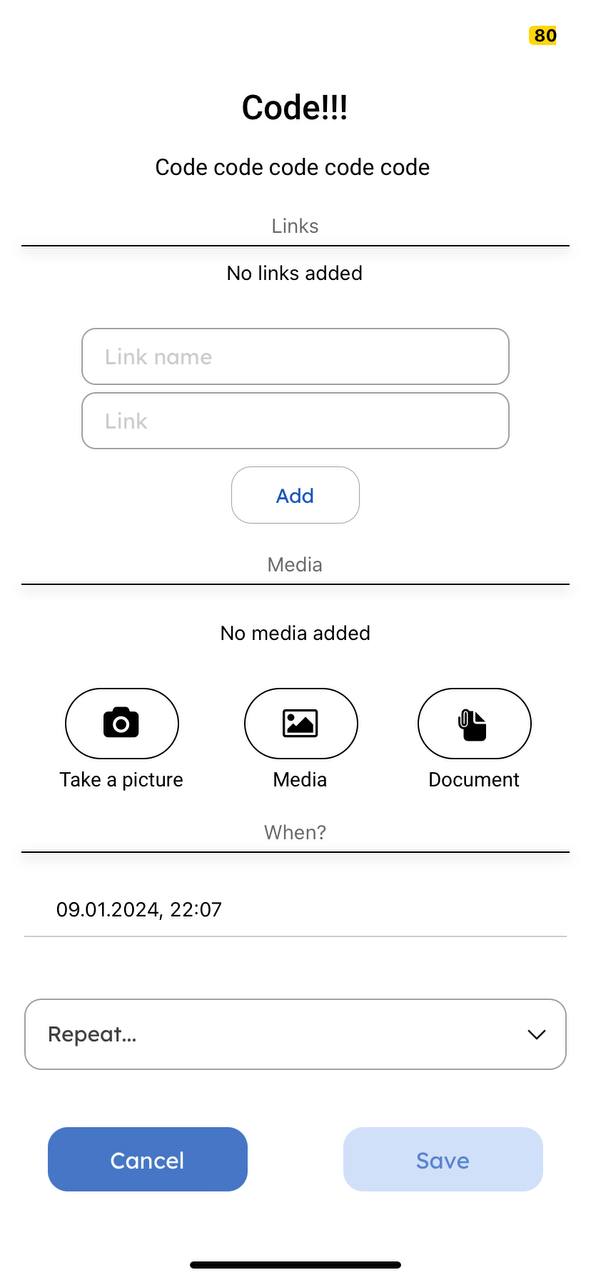 80
Code!!!
Code code code code code
Links
No links added
Link name
Link
Add
Media
No media added
Take a picture Media Document
When?
09.01.2024, 22:07
Repeat...
Cancel Save